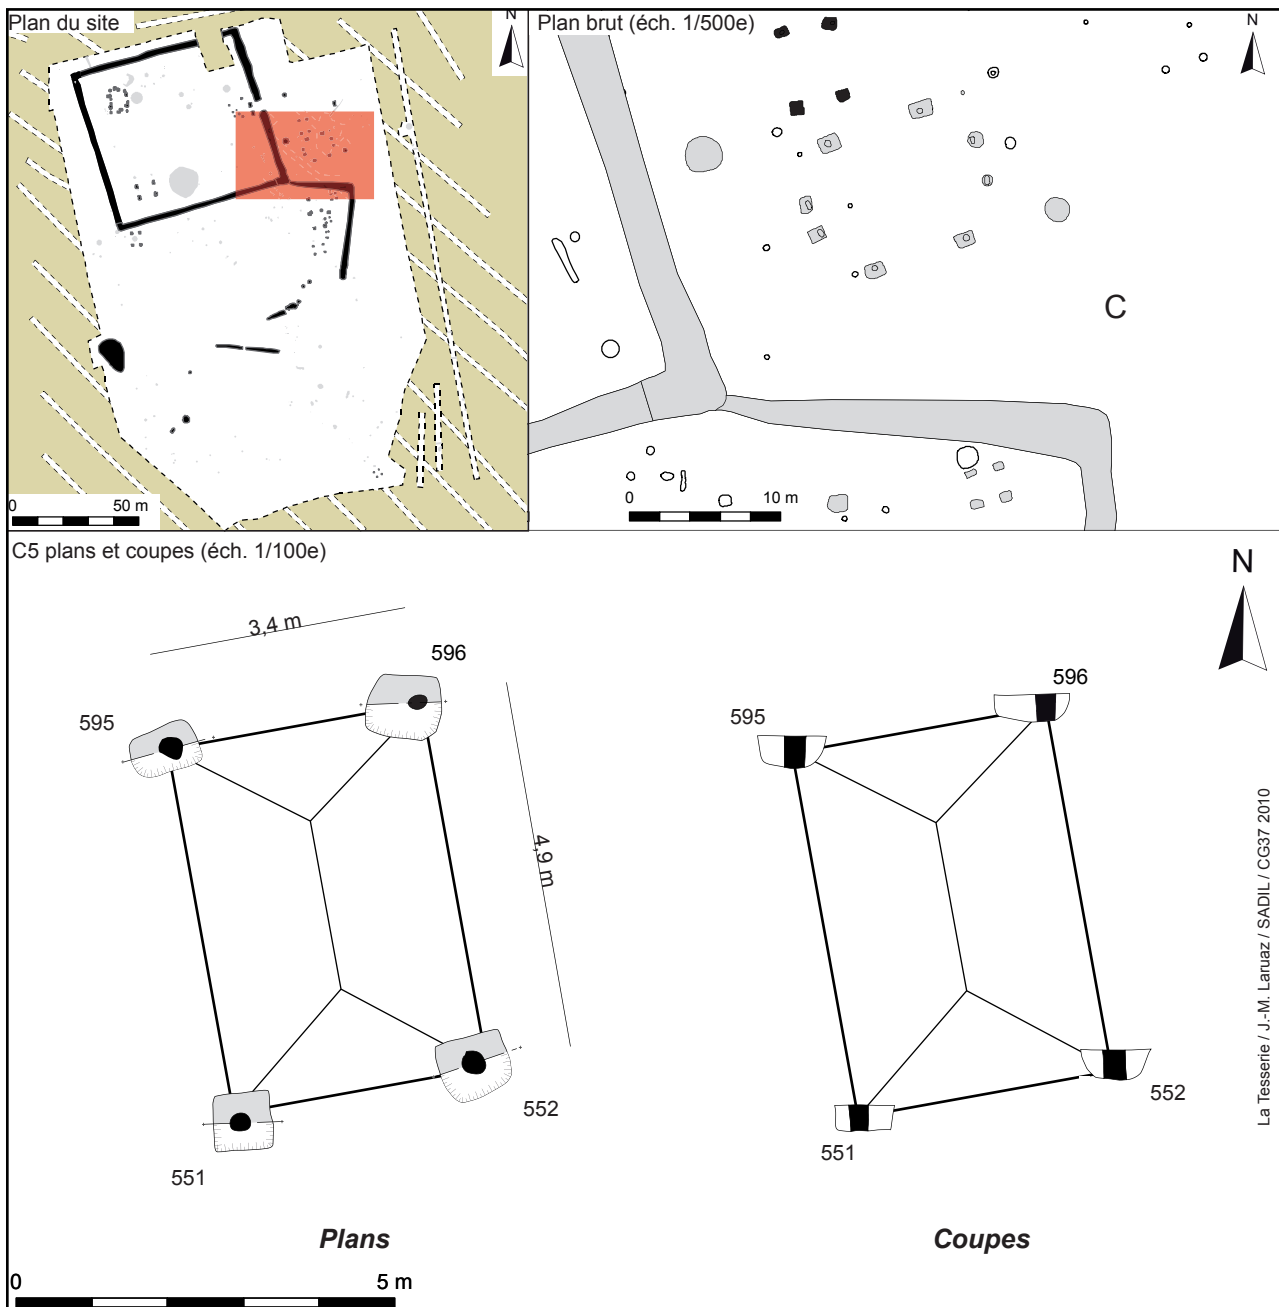 Plan du site
N
0
50 m
Plan brut (éch. 1/500e)
N
C
0
10 m
C5 plans et coupes (éch. 1/100e)
N
3,4 m
596
595
4,9 m
552
551
596
595
552
551
Plans
Coupes
0
5 m
La Tesserie / J.-M. Laruaz / SADIL / CG37 2010